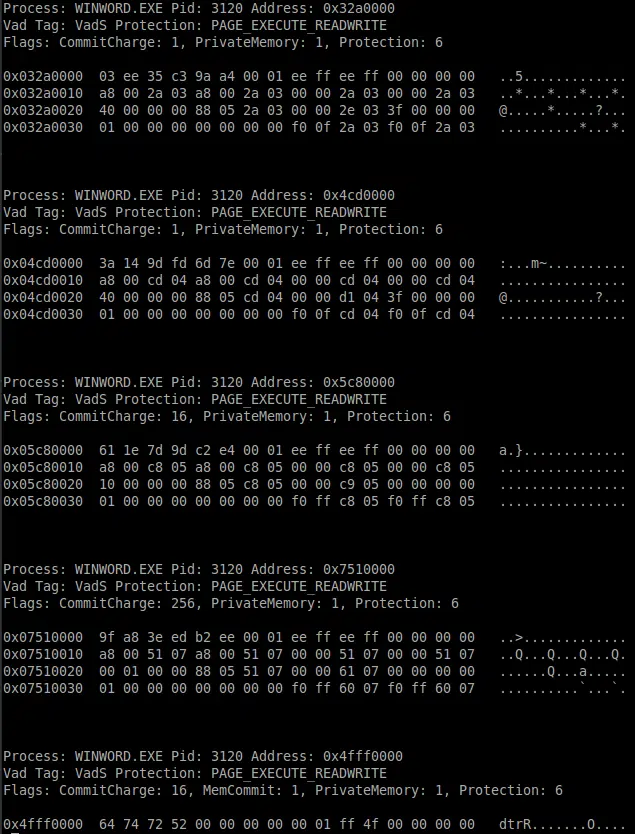 Process: WINWORD.EXE Pid: 3120 Address: 0x32a0000
Vad Tag: VadS Protection: PAGE_EXECUTE_READWRITE
Flags: CommitCharge: 1, PrivateMemory: 1, Protection: 6
0x032a0000  03 ee 35 c3 9a a4 00 01 ee ff ee ff 00 00 00 00   ..5.............
0x032a0010  a8 00 2a 03 a8 00 2a 03 00 00 2a 03 00 00 2a 03   ..*...*...*...*.
0x032a0020  40 00 00 00 88 05 2a 03 00 00 2e 03 3f 00 00 00   @.....*.....?...
0x032a0030  01 00 00 00 00 00 00 00 f0 0f 2a 03 f0 0f 2a 03   ..........*...*.
Process: WINWORD.EXE Pid: 3120 Address: 0x4cd0000
Vad Tag: VadS Protection: PAGE_EXECUTE_READWRITE
Flags: CommitCharge: 1, PrivateMemory: 1, Protection: 6
0x04cd0000  3a 14 9d fd 6d 7e 00 01 ee ff ee ff 00 00 00 00   :...m~..........
0x04cd0010  a8 00 cd 04 a8 00 cd 04 00 00 cd 04 00 00 cd 04   ................
0x04cd0020  40 00 00 00 88 05 cd 04 00 00 d1 04 3f 00 00 00   @...........?...
0x04cd0030  01 00 00 00 00 00 00 00 f0 0f cd 04 f0 0f cd 04   ................
Process: WINWORD.EXE Pid: 3120 Address: 0x5c80000
Vad Tag: VadS Protection: PAGE_EXECUTE_READWRITE
Flags: CommitCharge: 16, PrivateMemory: 1, Protection: 6
0x05c80000  61 1e 7d 9d c2 e4 00 01 ee ff ee ff 00 00 00 00   a.}.............
0x05c80010  a8 00 c8 05 a8 00 c8 05 00 00 c8 05 00 00 c8 05   ................
0x05c80020  10 00 00 00 88 05 c8 05 00 00 c9 05 00 00 00 00   ................
0x05c80030  01 00 00 00 00 00 00 00 f0 ff c8 05 f0 ff c8 05   ................
Process: WINWORD.EXE Pid: 3120 Address: 0x7510000
Vad Tag: VadS Protection: PAGE_EXECUTE_READWRITE
Flags: CommitCharge: 256, PrivateMemory: 1, Protection: 6
0x07510000  9f a8 3e ed b2 ee 00 01 ee ff ee ff 00 00 00 00   ..>.............
0x07510010  a8 00 51 07 a8 00 51 07 00 00 51 07 00 00 51 07   ..Q...Q...Q...Q.
0x07510020  00 01 00 00 88 05 51 07 00 00 61 07 00 00 00 00   ......Q...a.....
0x07510030  01 00 00 00 00 00 00 00 f0 ff 60 07 f0 ff 60 07   ..........`...`.
Process: WINWORD.EXE Pid: 3120 Address: 0x4fff0000
Vad Tag: VadS Protection: PAGE_EXECUTE_READWRITE
Flags: CommitCharge: 16, MemCommit: 1, PrivateMemory: 1, Protection: 6
0x4fff0000  64 74 72 52 00 00 00 00 00 01 ff 4f 00 00 00 00   dtrR.......O....